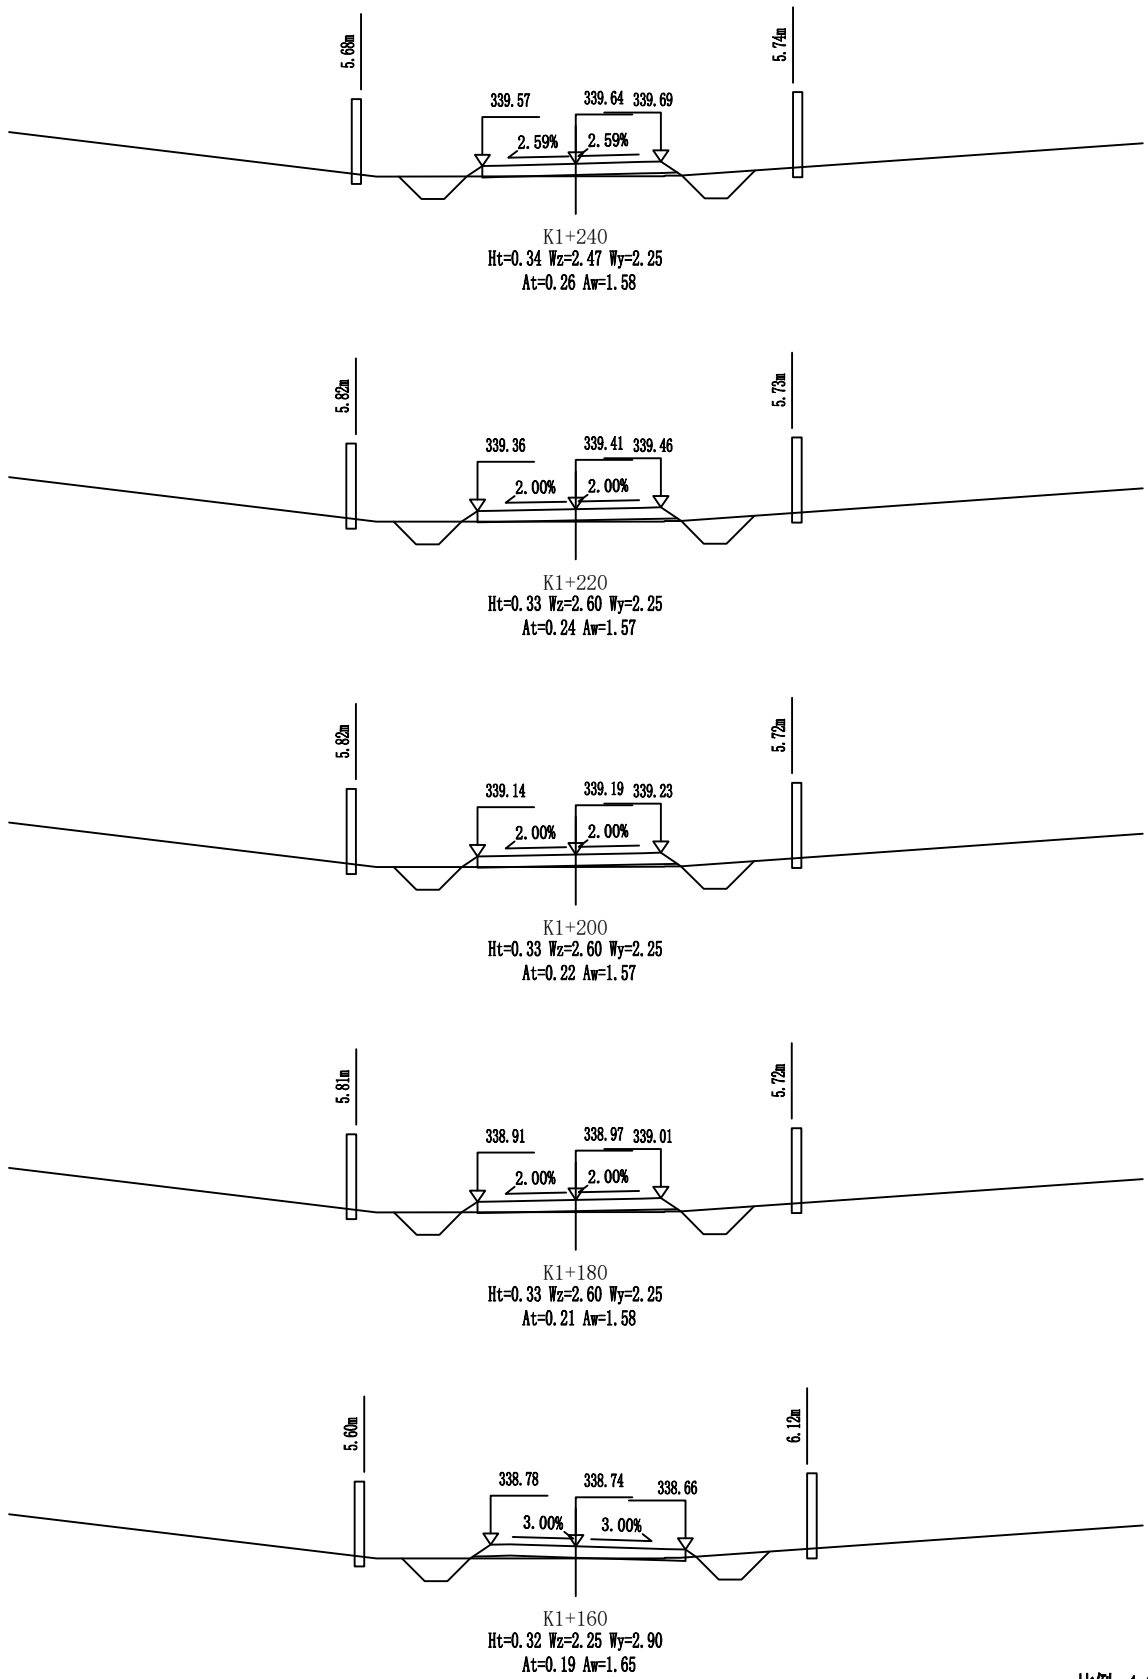 5.68m
5.74m
339.57
339.64
339.69
2.59%
2.59%
K1+240
Ht=0.34 Wz=2.47 Wy=2.25
At=0.26 Aw=1.58
5.82m
5.73m
339.36
339.41
339.46
2.00%
2.00%
K1+220
Ht=0.33 Wz=2.60 Wy=2.25
At=0.24 Aw=1.57
5.82m
5.72m
339.14
339.19
339.23
2.00%
2.00%
K1+200
Ht=0.33 Wz=2.60 Wy=2.25
At=0.22 Aw=1.57
5.81m
5.72m
338.91
338.97
339.01
2.00%
2.00%
K1+180
Ht=0.33 Wz=2.60 Wy=2.25
At=0.21 Aw=1.58
5.60m
6.12m
338.78
338.74
338.66
3.00%
3.00%
K1+160
Ht=0.32 Wz=2.25 Wy=2.90
At=0.19 Aw=1.65